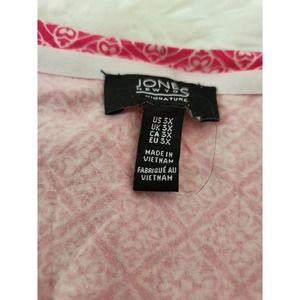 JONES
NEW YORK
SIGNATURE
US 3X
UK 3X
CA 3X
EU 3X
MADE IN
VIETNAM
FABRIQUÉ AU
VIETNAM